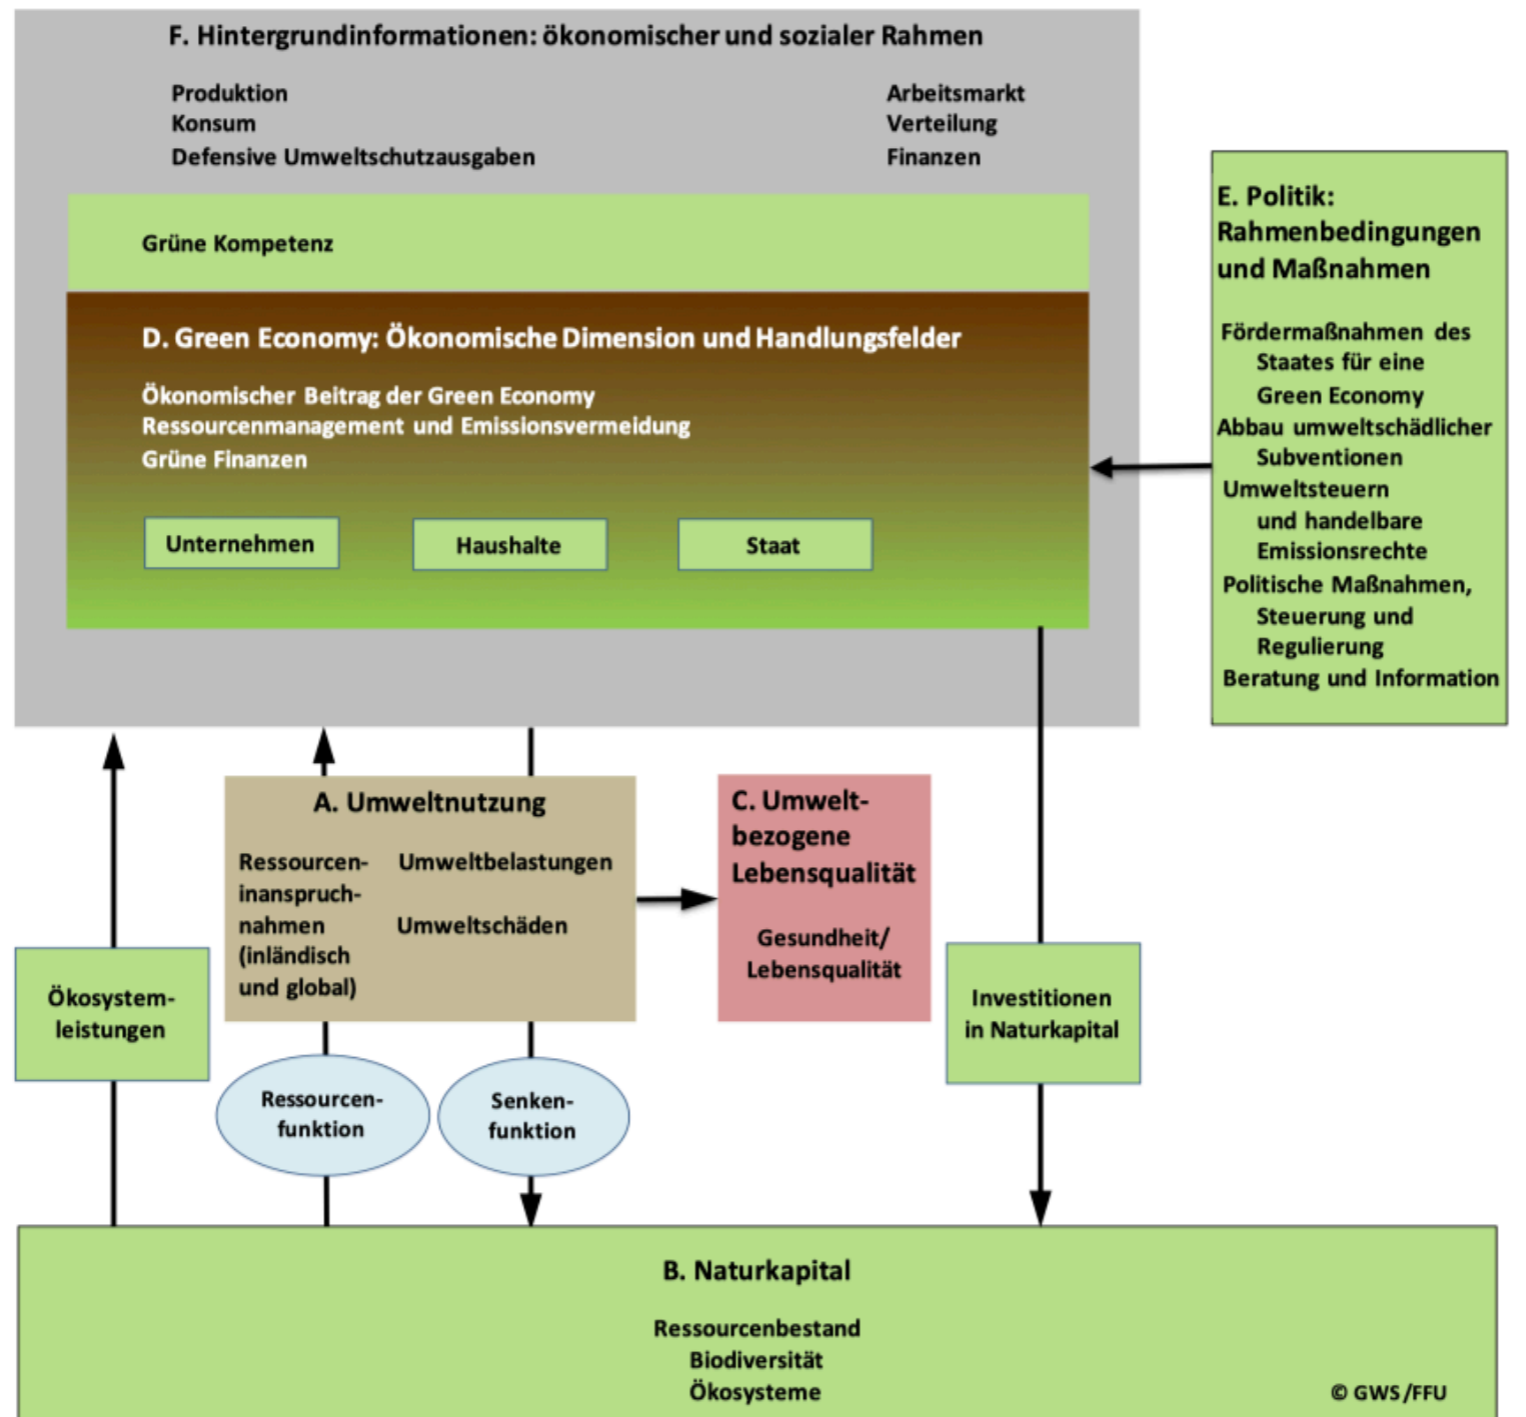 F. Hintergrundinformationen: ökonomischer und sozialer Rahmen
Produktion
Konsum
Defensive Umweltschutzausgaben
Arbeitsmarkt
Verteilung
Finanzen
Grüne Kompetenz
D. Green Economy: Ökonomische Dimension und Handlungsfelder
Ökonomischer Beitrag der Green Economy
Ressourcenmanagement und Emissionsvermeidung
Grüne Finanzen
Unternehmen
Haushalte
Staat
E. Politik:
Rahmenbedingungen
und Maßnahmen
Fördermaßnahmen des
Staates für eine
Green Economy
Abbau umweltschädlicher
Subventionen
Umweltsteuern
und handelbare
Emissionsrechte
Politische Maßnahmen,
Steuerung und
Regulierung
Beratung und Information
A. Umweltnutzung
Ressourcen-
inanspruch-
nahmen
(inländisch
und global)
Umweltbelastungen
Umweltschäden
C. Umwelt-
bezogene
Lebensqualität
Gesundheit/
Lebensqualität
Ökosystem-
leistungen
Investitionen
in Naturkapital
Ressourcen-
funktion
Senken-
funktion
B. Naturkapital
Ressourcenbestand
Biodiversität
Ökosysteme
© GWS/FFU